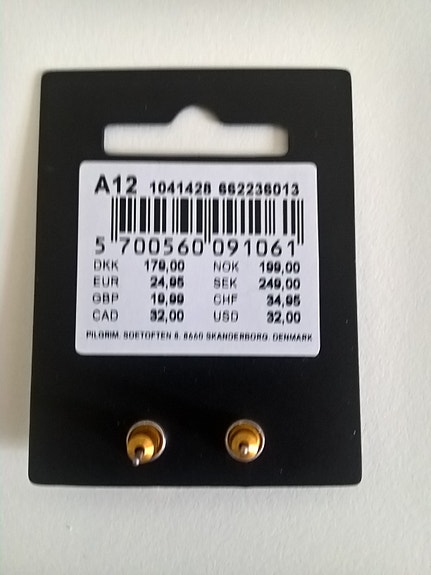 A12 1041428 662236013
5 700560 091061
DKK 179,00 NOK 199,00
EUR 24,95 SEK 249,00
GBP 19,99 CHF 34,95
CAD 32,00 USD 32,00
PILGRIM, SOETOFTEN 8, 8660 SKANDERBORG, DENMARK